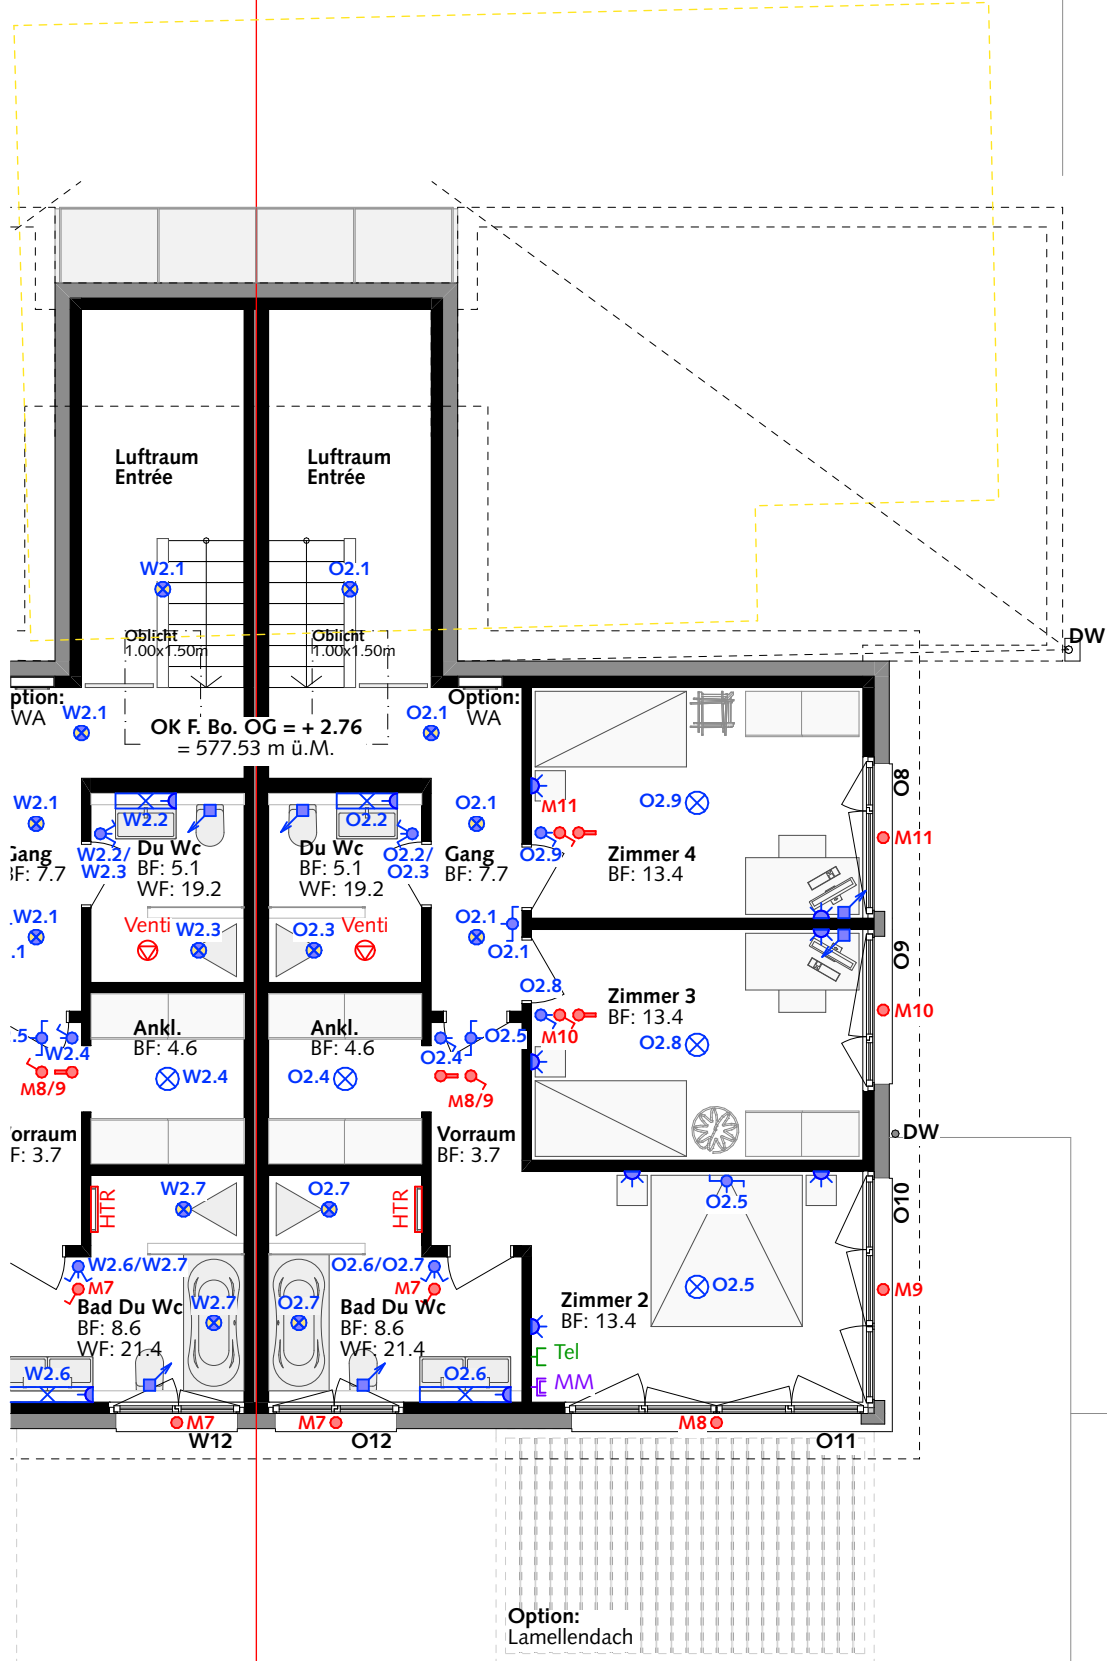 Luftraum
Entrée
Luftraum
Entrée
W2.1
O2.1
Oblicht
1.00x1.50m
Oblicht
1.00x1.50m
DW
ption:
WA
W2.1
OK F. Bo. OG = + 2.76
= 577.53 m ü.M.
O2.1
Option:
WA
O8
W2.1
W2.2
O2.2
O2.1
M11
O2.9
M11
Gang
BF: 7.7
W2.2/
W2.3
Du Wc
BF: 5.1
WF: 19.2
Du Wc
BF: 5.1
WF: 19.2
O2.2/
O2.3
Gang
BF: 7.7
O2.9
Zimmer 4
BF: 13.4
W2.1
.1
Venti
W2.3
O2.3
Venti
O2.1
O2.1
O9
O2.8
Zimmer 3
BF: 13.4
M10
M10
.5
W2.4
M8/9
Ankl.
BF: 4.6
W2.4
Ankl.
BF: 4.6
O2.4
O2.4
O2.5
M8/9
O2.8
orraum
F: 3.7
Vorraum
BF: 3.7
DW
HTR
W2.7
O2.7
HTR
O2.5
O10
W2.6/W2.7
M7
O2.6/O2.7
M7
O2.5
M9
Bad Du Wc
BF: 8.6
WF: 21.4
W2.7
O2.7
Bad Du Wc
BF: 8.6
WF: 21.4
Zimmer 2
BF: 13.4
Tel
MM
W2.6
O2.6
M7
M7
M8
W12
O12
O11
Option:
Lamellendach